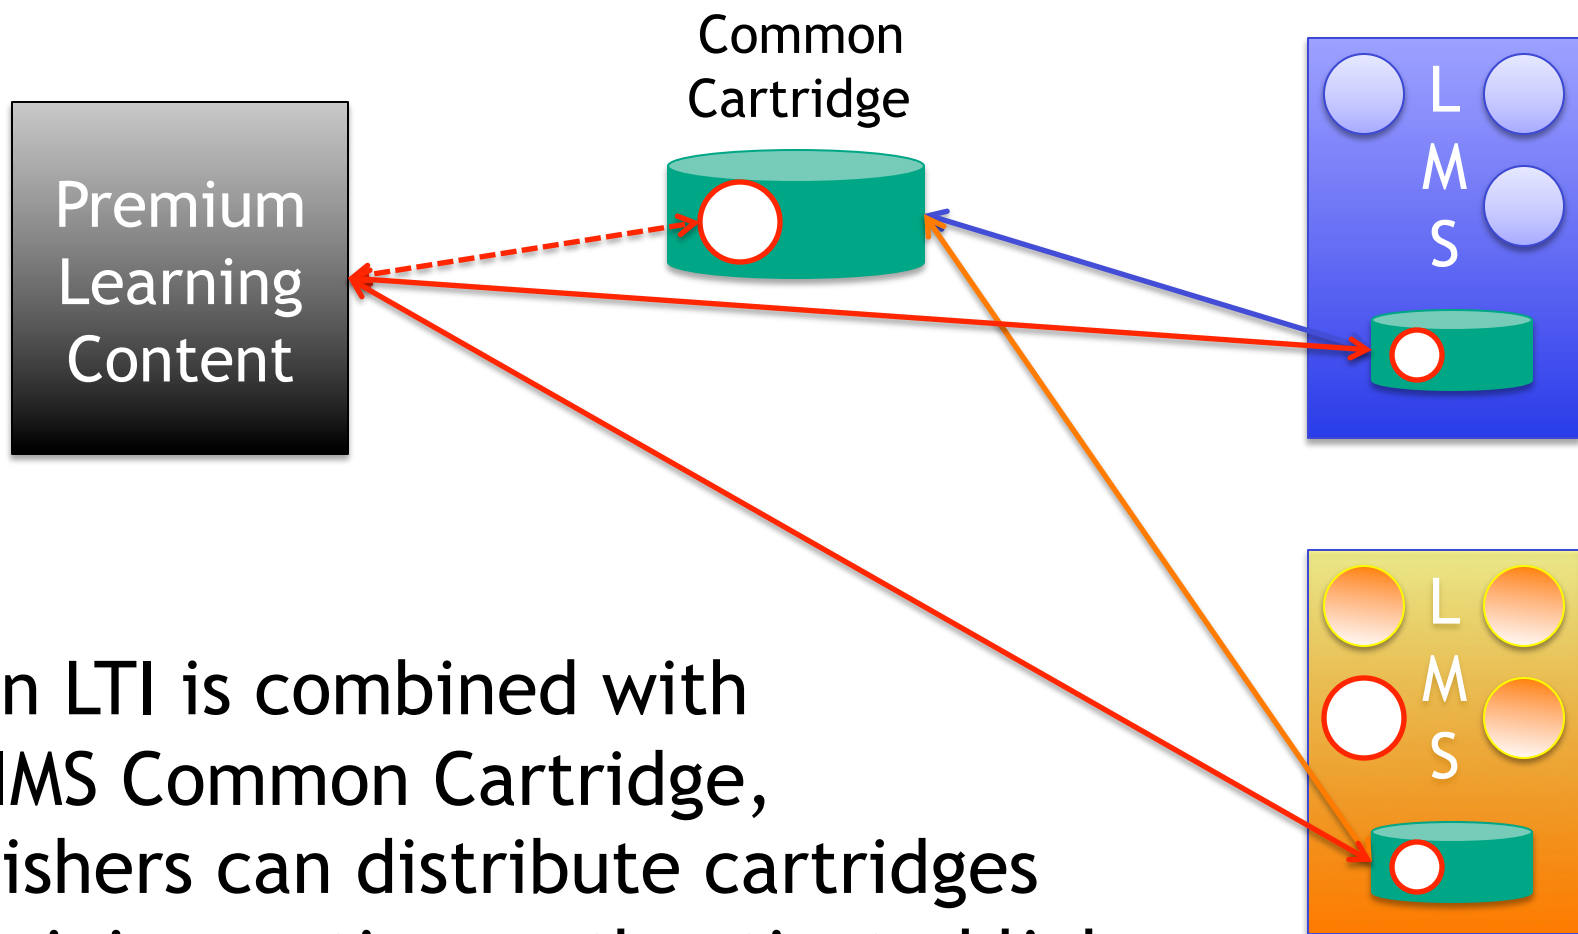 Common
Cartridge
Premium
Learning
Content
L
M
S
L
M
S
n LTI is combined with
MS Common Cartridge,
ishers can distribute cartridges